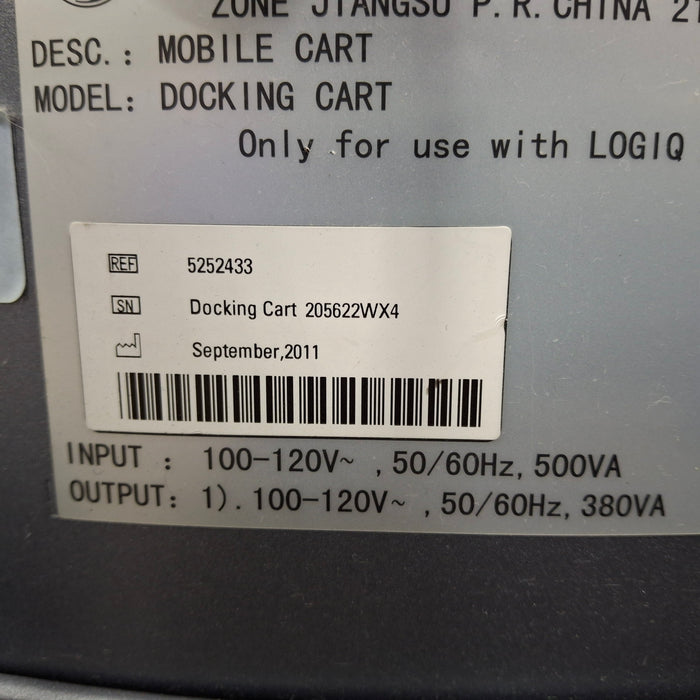 ZONE JIANGSU P.R.CHINA 21
DESC.: MOBILE CART
MODEL: DOCKING CART
Only for use with LOGIQ
REF 5252433
SN Docking Cart 205622WX4
September,2011
INPUT : 100-120V~ ,50/60Hz,500VA
OUTPUT: 1).100-120V~ ,50/60Hz,380VA